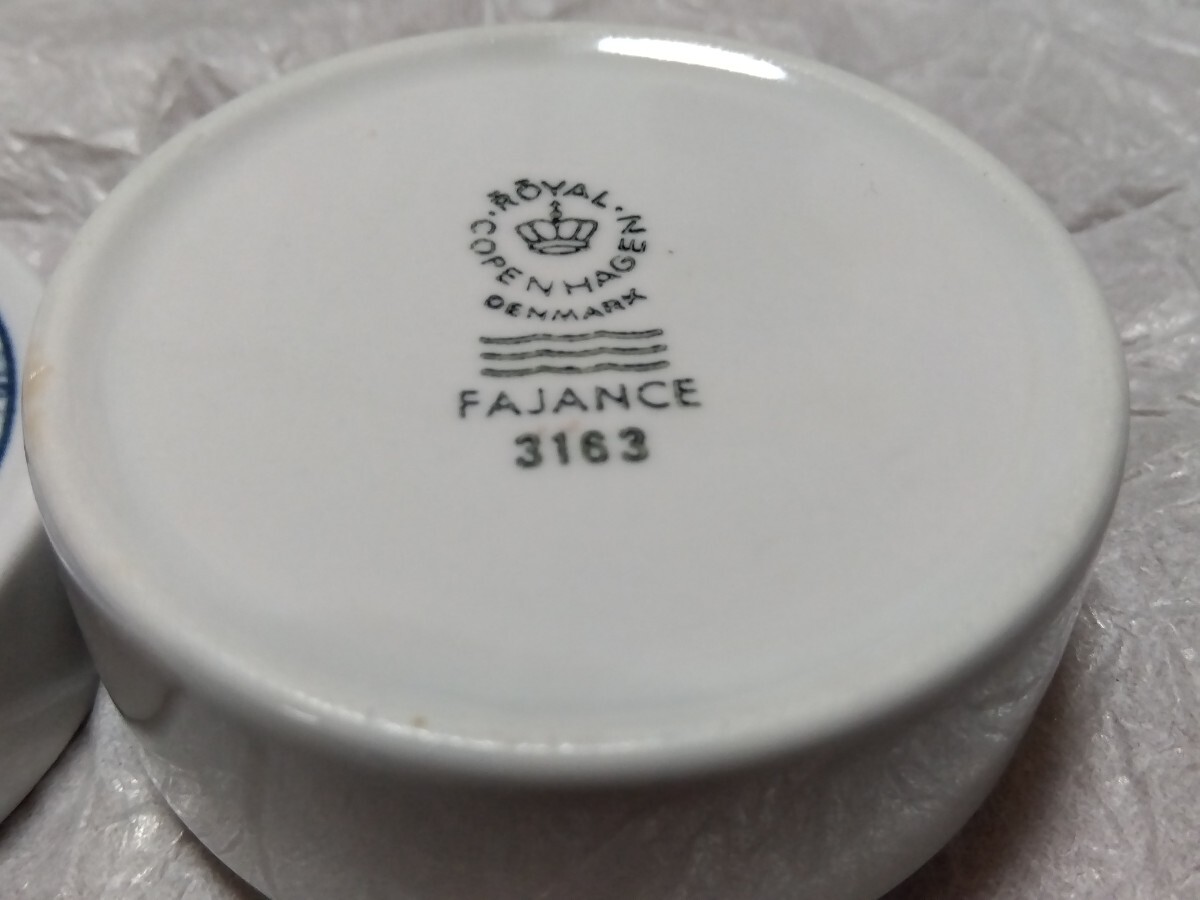 ROYAL · COPENHAGEN ·
DENMARK
FAJANCE
3163